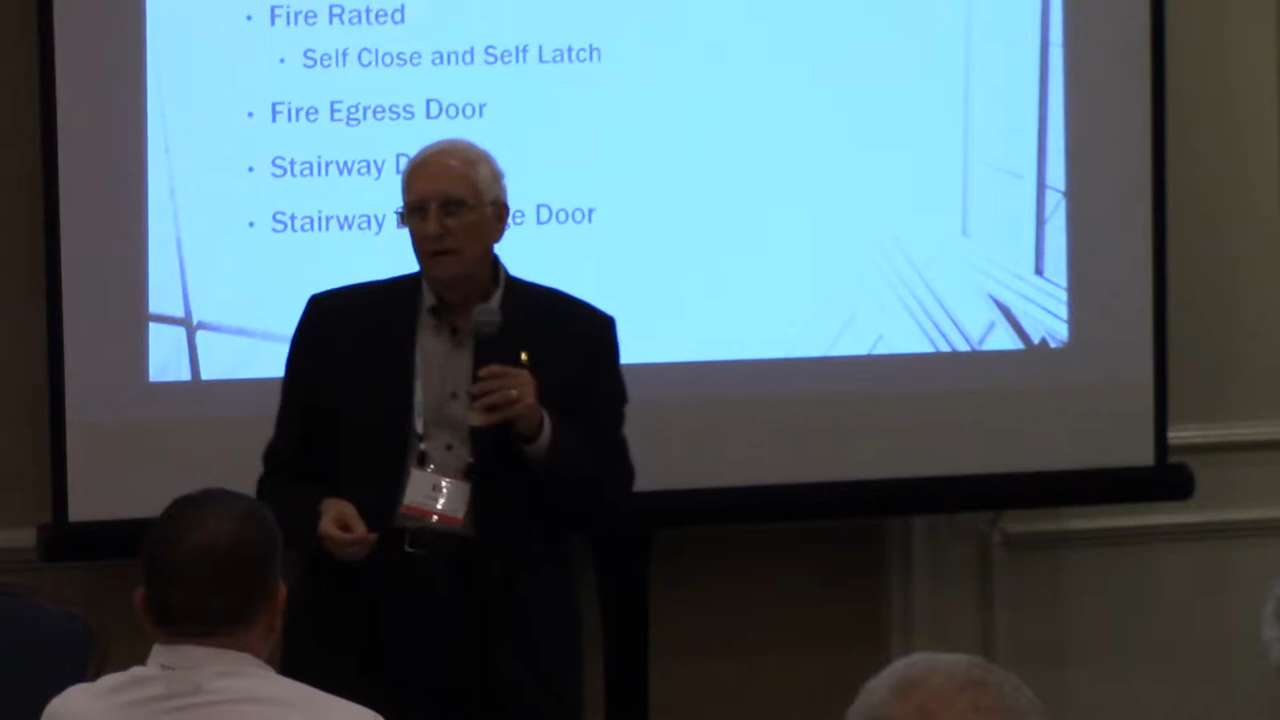 • Fire Rated
• Self Close and Self Latch
• Fire Egress Door
• Stairway
• Stairway Door